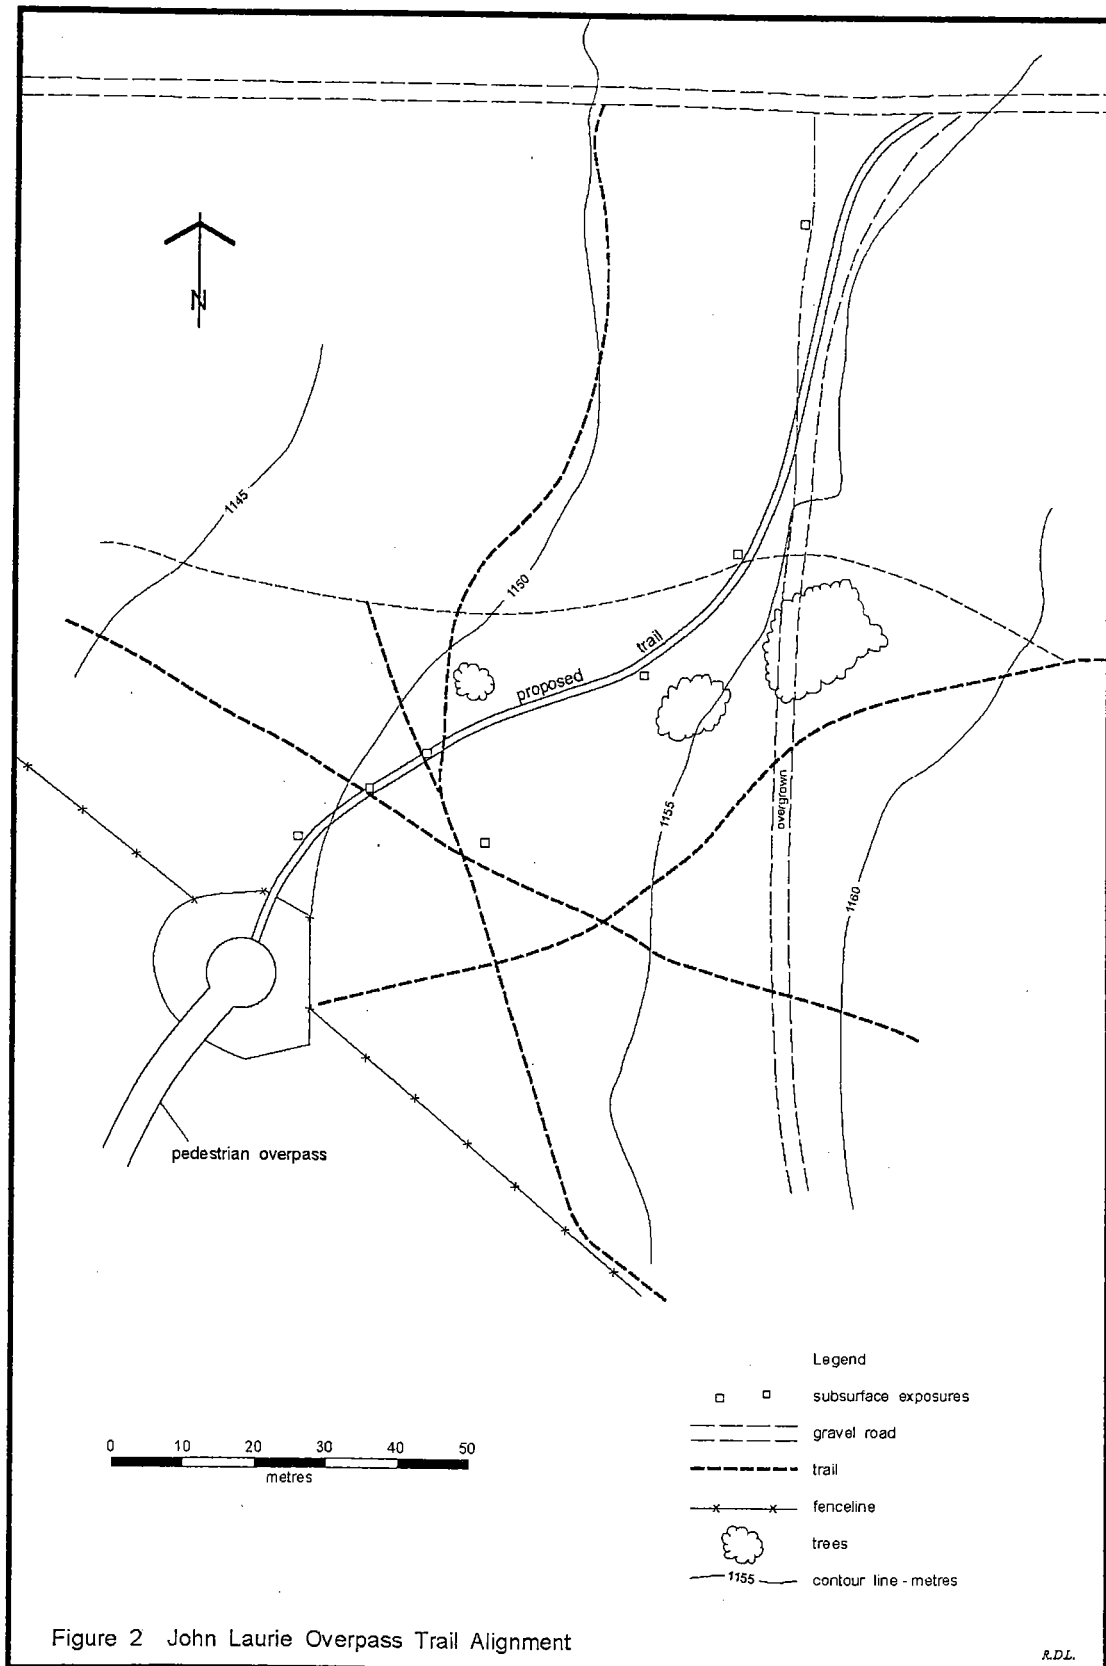 N
1145
1150
trail
proposed
overgrown
1155
1160
pedestrian overpass
Legend
subsurface exposures
gravel road
trail
fenceline
trees
1155 contour line - metres
0 10 20 30 40 50
metres
Figure 2 John Laurie Overpass Trail Alignment
R.D.L.